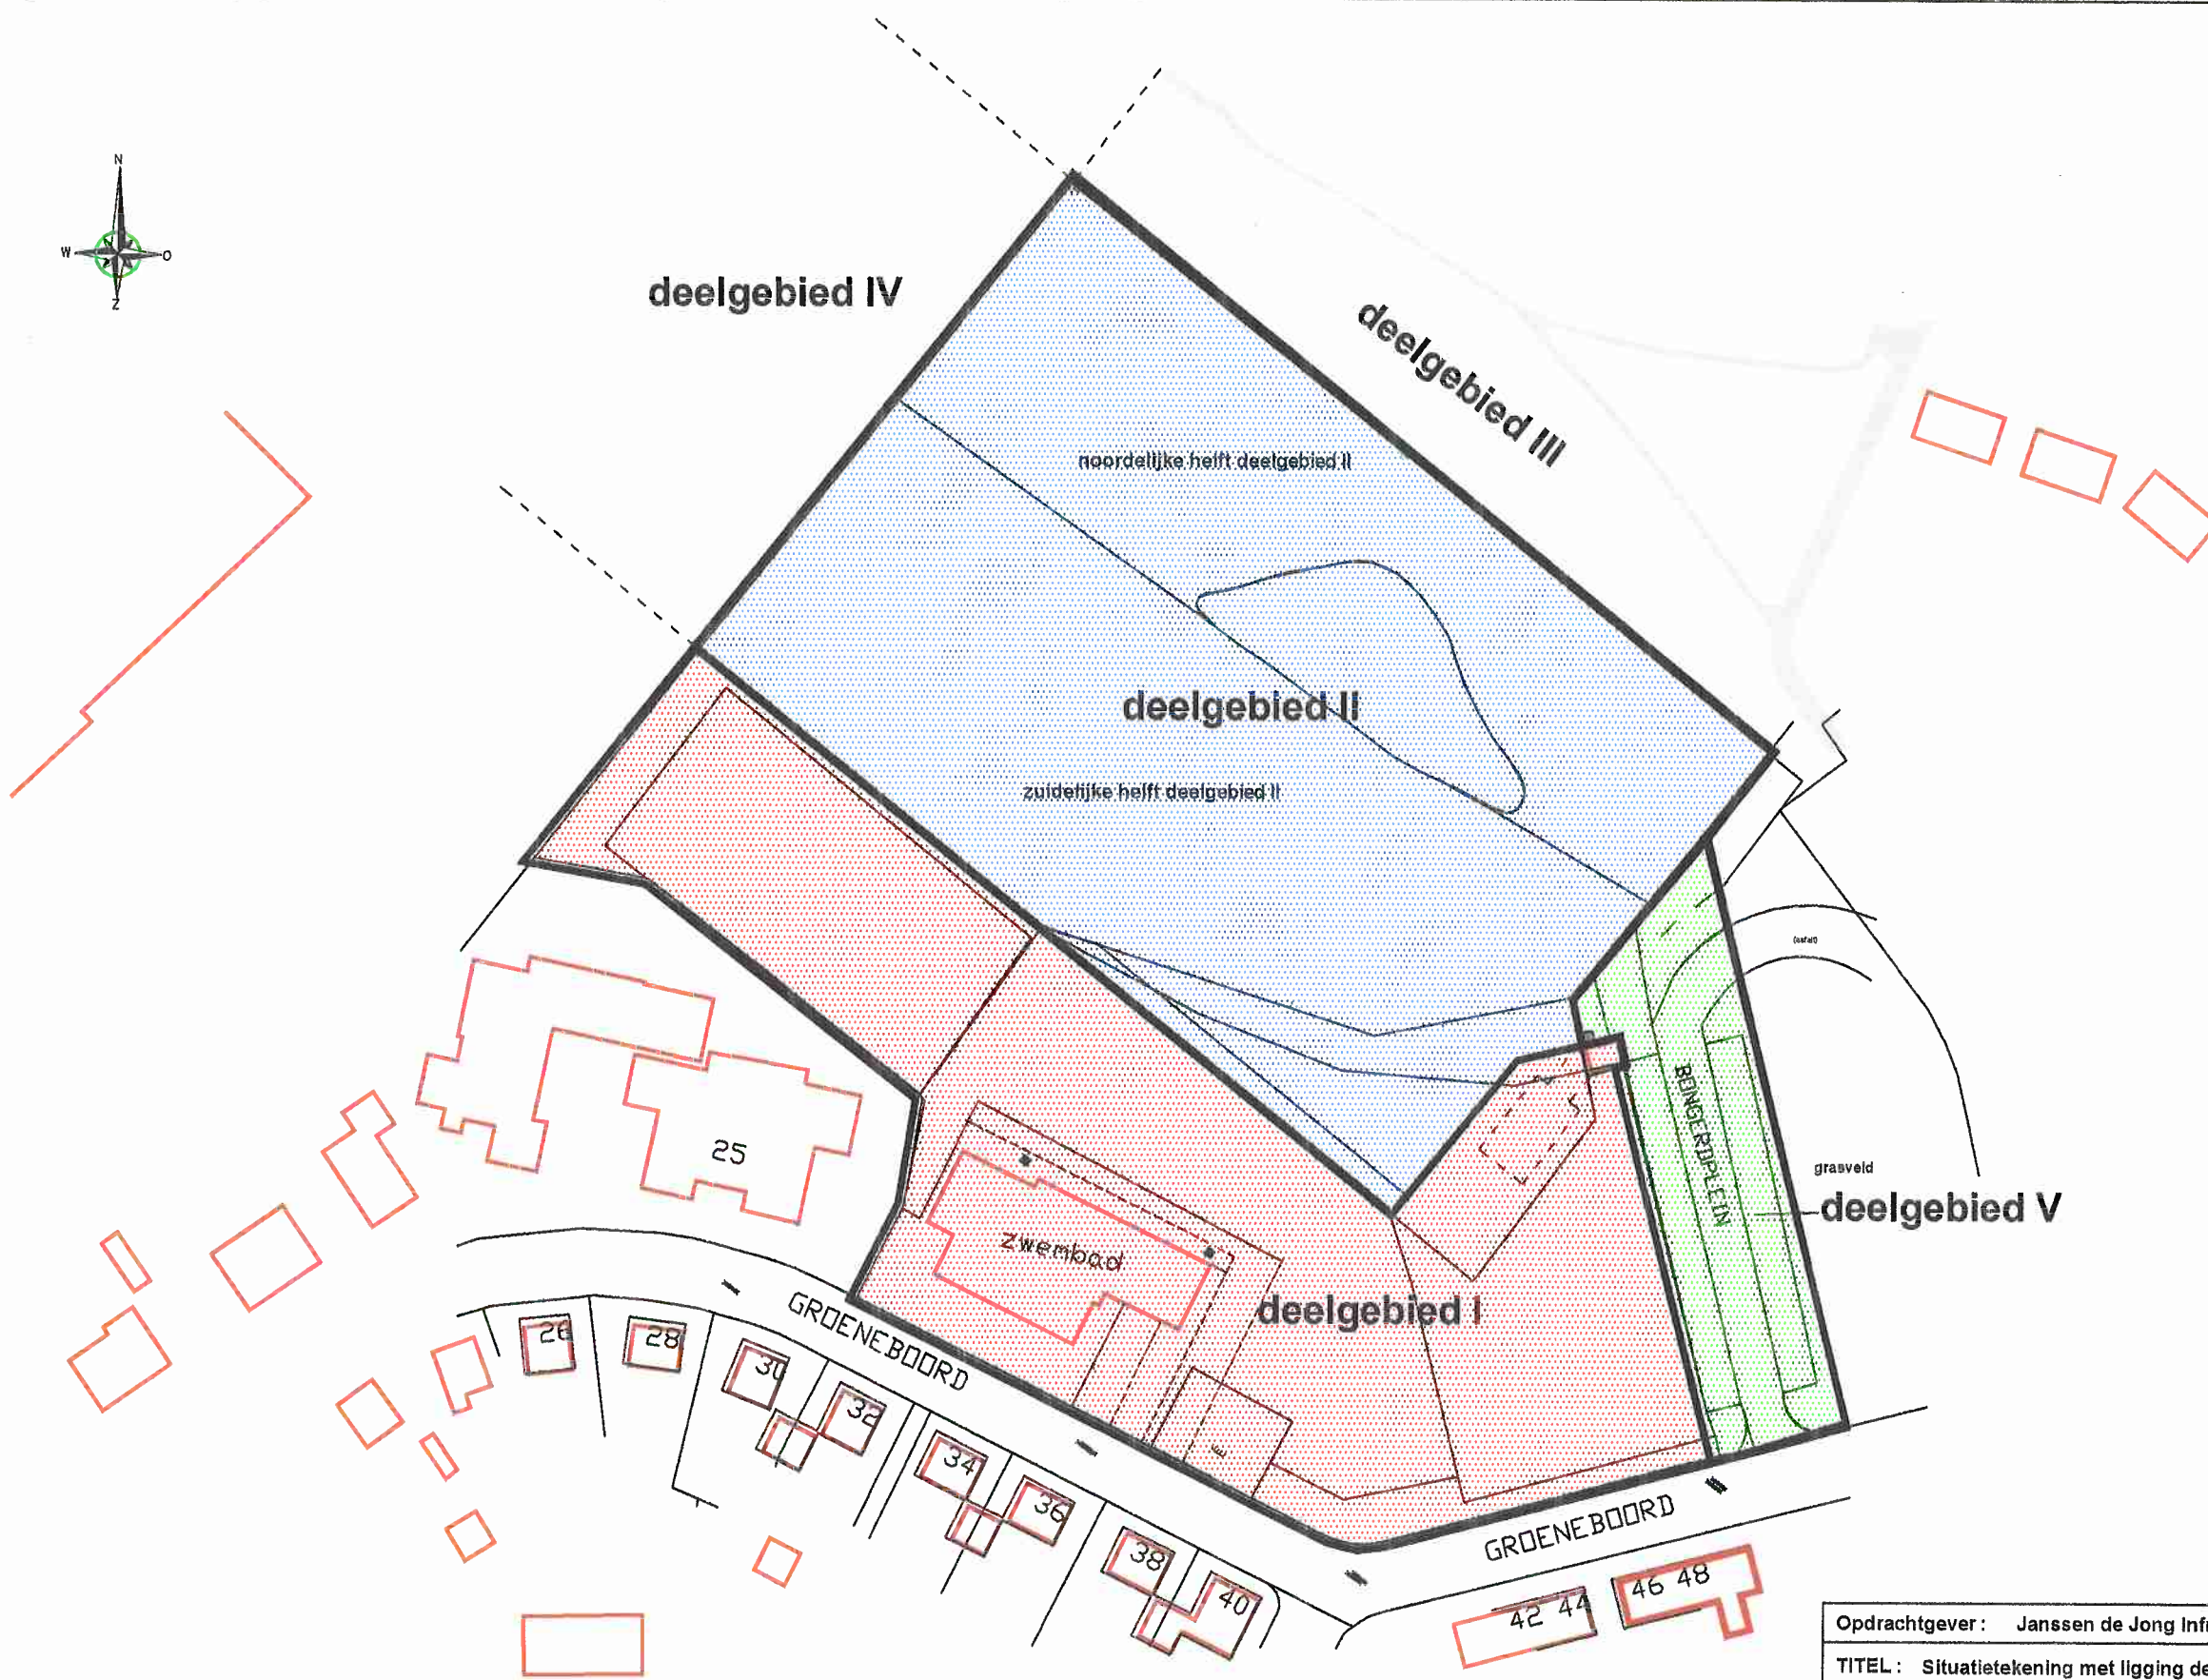 N
W
O
Z
deelgebied IV
deelgebied III
noordelijke helft deelgebied II
deelgebied II
zuidelijke helft deelgebied II
(asfalt)
BONGERDPLEIN
grasveld
deelgebied V
25
zwembad
deelgebied I
GROENEBOORD
26
28
30
32
34
36
38
40
GROENEBOORD
42 44
46 48
Opdrachtgever : Janssen de Jong Infr
TITEL : Situatietekening met ligging de